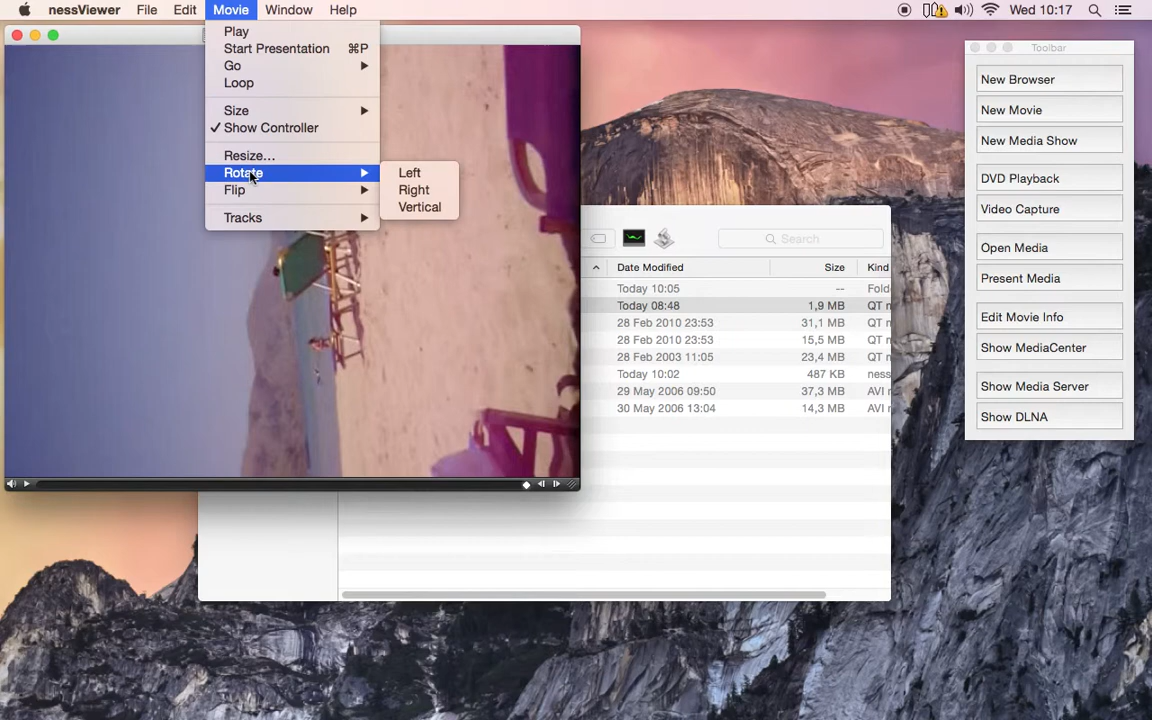 nessViewer File Edit Movie Window Help Wed 10:17
Play
Start Presentation ⌘P
Go
Loop
Size
✓ Show Controller
Resize...
Rotate
Flip
Tracks
Left
Right
Vertical
Search
Date Modified Size Kind
Today 10:05 --
Today 08:48 1,9 MB QT
28 Feb 2010 23:53 31,1 MB QT
28 Feb 2010 23:53 15,5 MB QT
28 Feb 2003 11:05 23,4 MB QT
Today 10:02 487 KB ness
29 May 2006 09:50 37,3 MB AVI
30 May 2006 13:04 14,3 MB AVI
Toolbar
New Browser
New Movie
New Media Show
DVD Playback
Video Capture
Open Media
Present Media
Edit Movie Info
Show MediaCenter
Show Media Server
Show DLNA